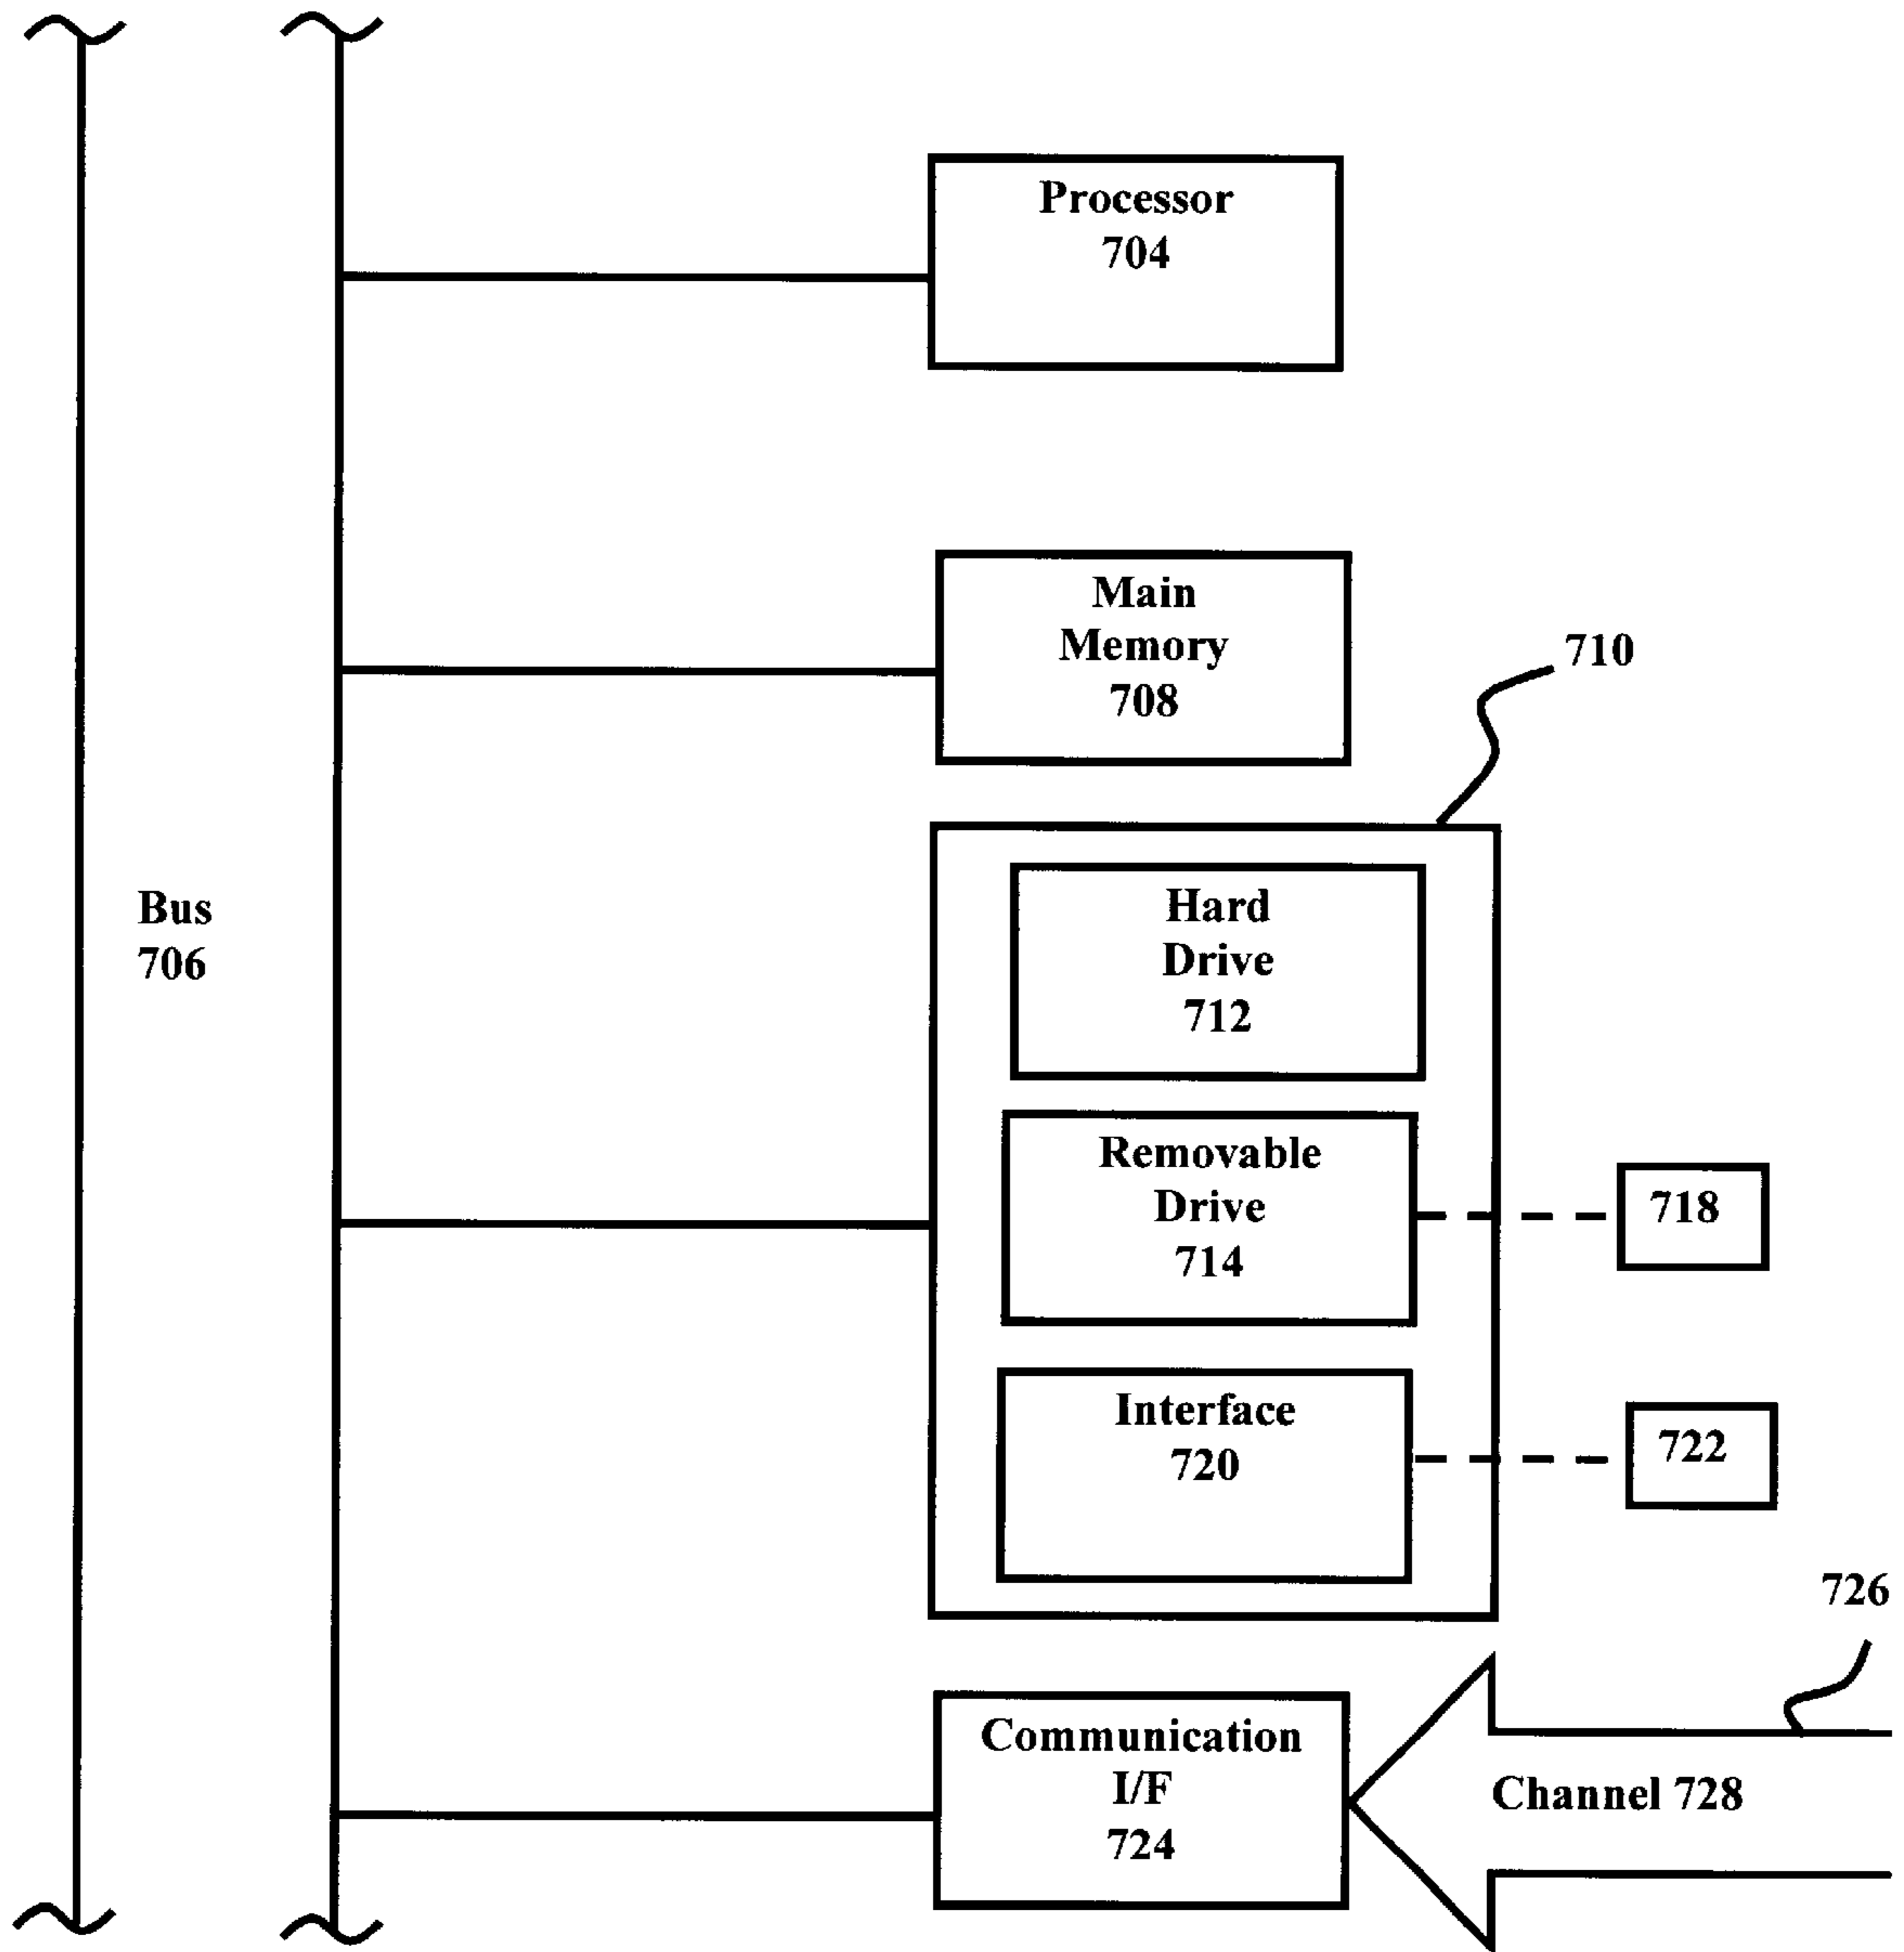 Processor
704
Main
Memory
708
710
Bus
706
Hard
Drive
712
Removable
Drive
714
718
Interface
720
722
726
Communication
I/F
724
Channel 728